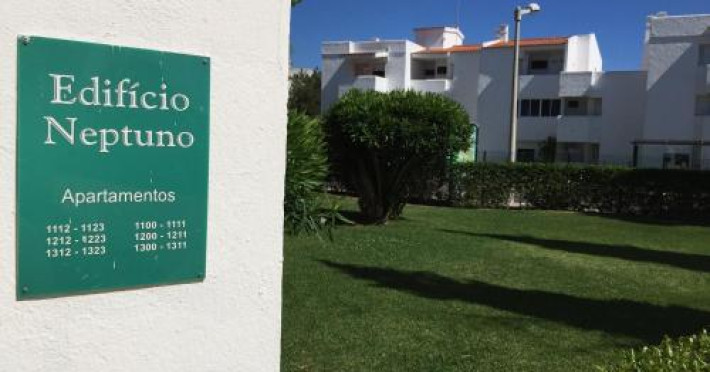 Edifício
Neptuno
Apartamentos
1112 - 1123 1100 - 1111
1212 - 1223 1200 - 1211
1312 - 1323 1300 - 1311